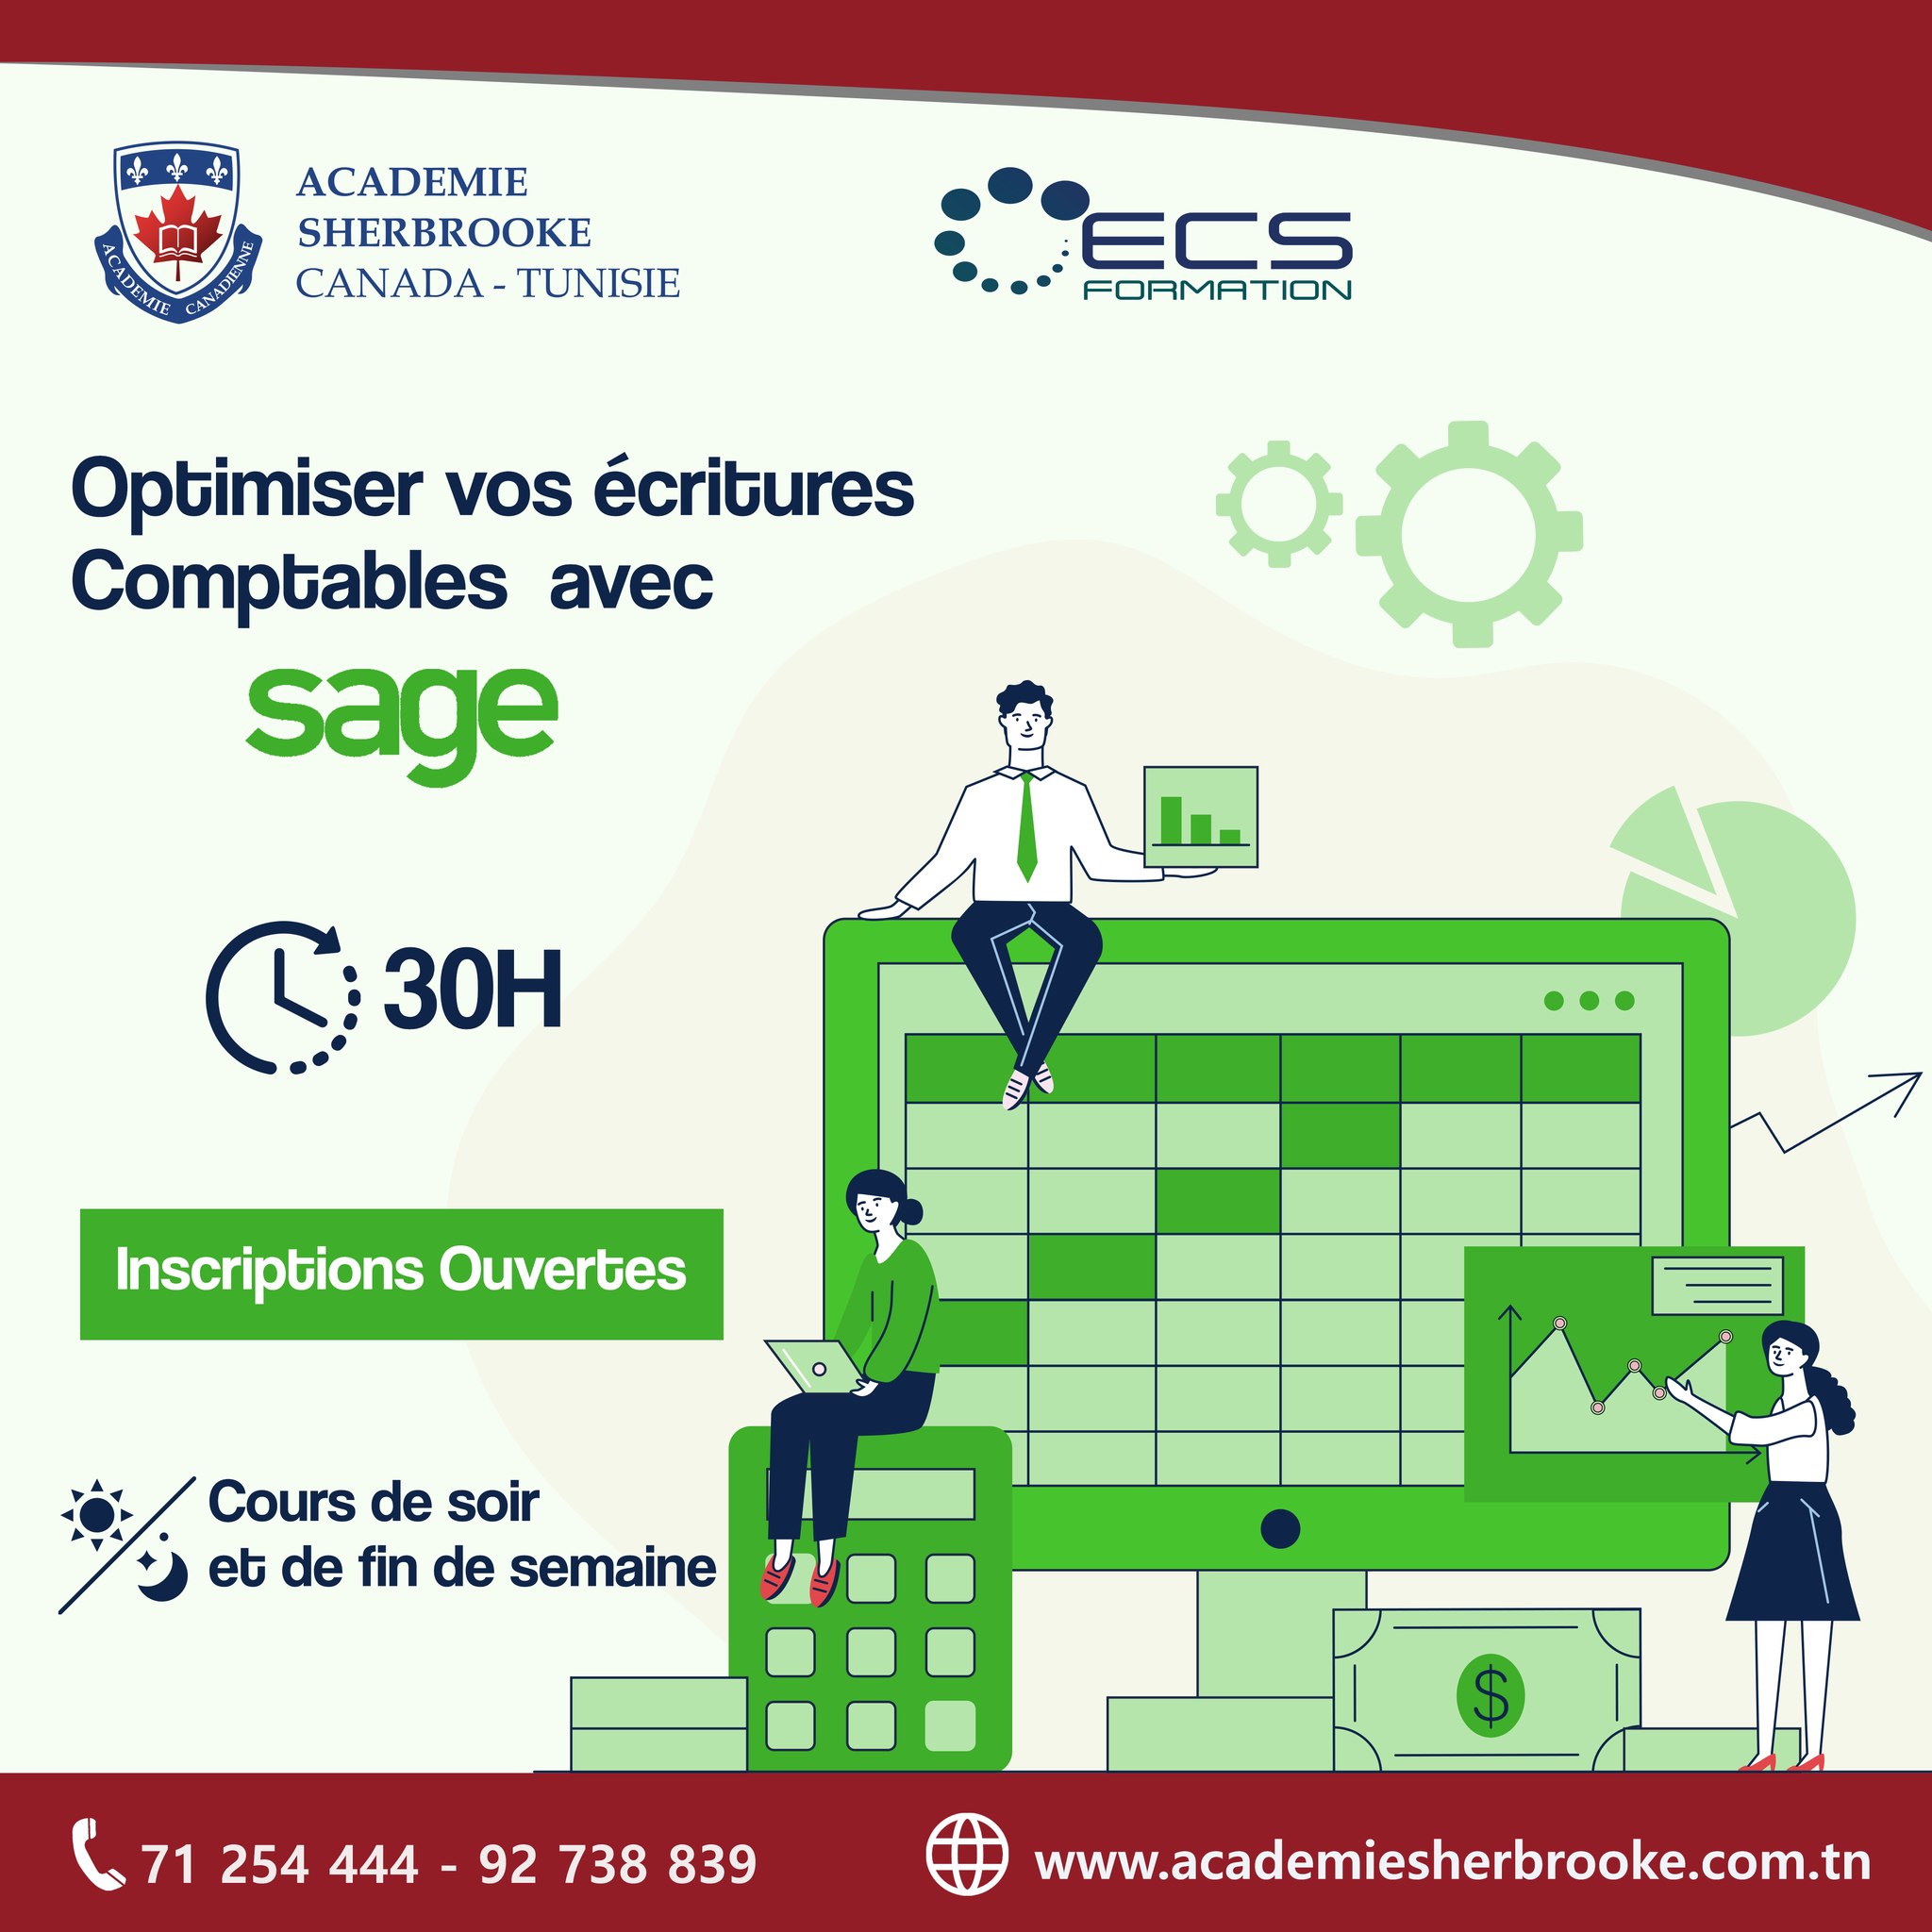 ACADEMIE
SHERBROOKE
CANADA - TUNISIE
ACADEMIE CANADIENNE
ECS
FORMATION
Optimiser vos écritures
Comptables avec
sage
30H
Inscriptions Ouvertes
Cours de soir
et de fin de semaine
$
71 254 444 - 92 738 839
www.academiesherbrooke.com.tn